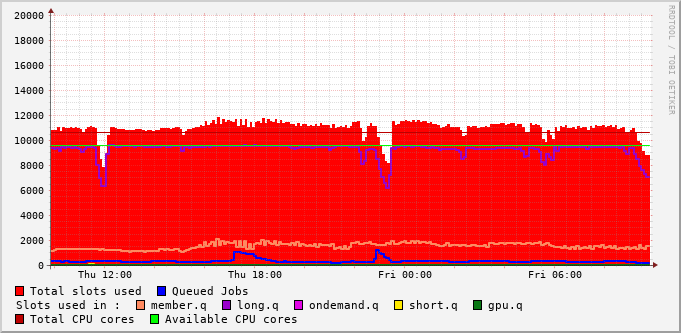 20000
18000
16000
14000
12000
10000
8000
6000
4000
2000
0
Thu 12:00 Thu 18:00 Fri 00:00 Fri 06:00
RRDTOOL / TOBI OETIKER
Total slots used Queued Jobs
Slots used in : member.q long.q ondemand.q short.q gpu.q
Total CPU cores Available CPU cores